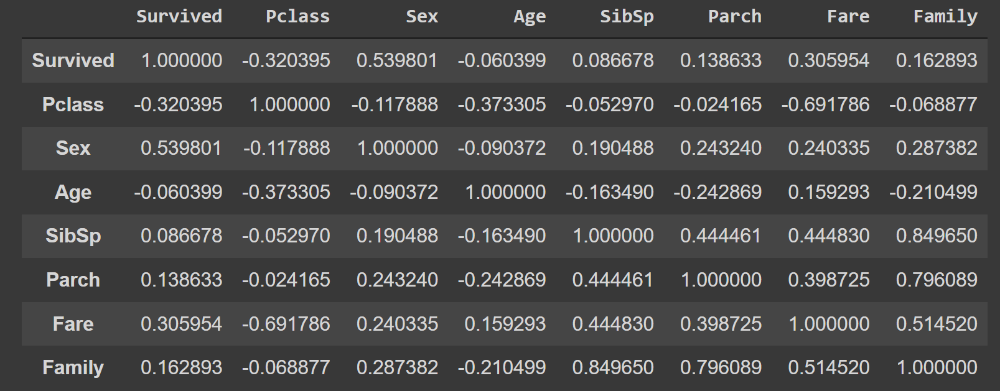 Survived Pclass Sex Age SibSp Parch Fare Family
Survived 1.000000 -0.320395 0.539801 -0.060399 0.086678 0.138633 0.305954 0.162893
Pclass -0.320395 1.000000 -0.117888 -0.373305 -0.052970 -0.024165 -0.691786 -0.068877
Sex 0.539801 -0.117888 1.000000 -0.090372 0.190488 0.243240 0.240335 0.287382
Age -0.060399 -0.373305 -0.090372 1.000000 -0.163490 -0.242869 0.159293 -0.210499
SibSp 0.086678 -0.052970 0.190488 -0.163490 1.000000 0.444461 0.444830 0.849650
Parch 0.138633 -0.024165 0.243240 -0.242869 0.444461 1.000000 0.398725 0.796089
Fare 0.305954 -0.691786 0.240335 0.159293 0.444830 0.398725 1.000000 0.514520
Family 0.162893 -0.068877 0.287382 -0.210499 0.849650 0.796089 0.514520 1.000000